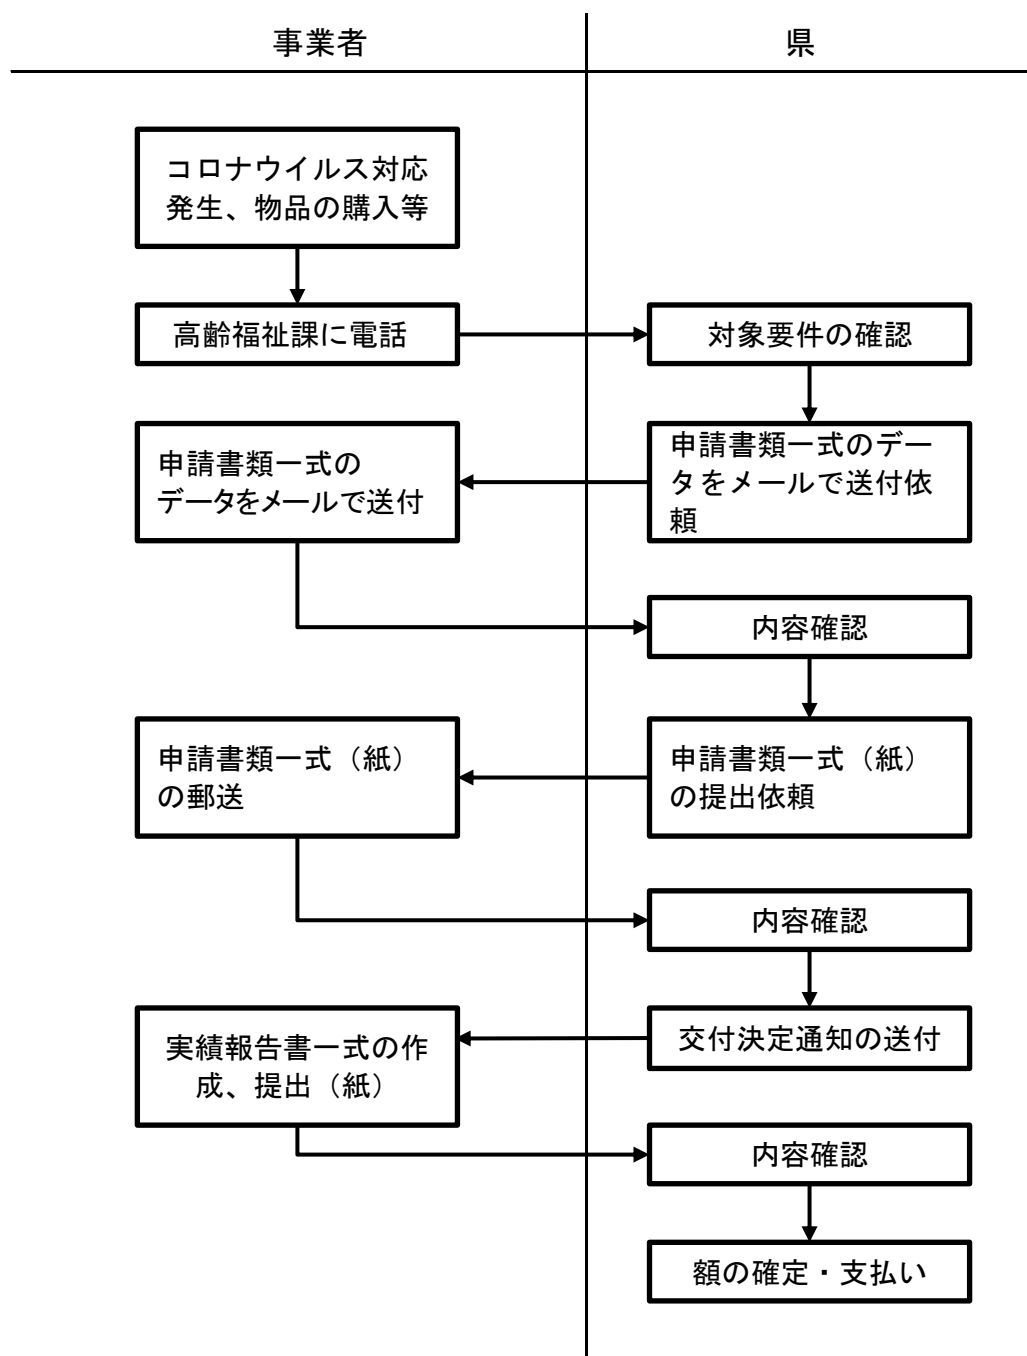 事業者
県
コロナウイルス対応
発生、物品の購入等
高齢福祉課に電話
対象要件の確認
申請書類一式のデー
タをメールで送付依
頼
申請書類一式の
データをメールで送付
内容確認
申請書類一式（紙）
の提出依頼
申請書類一式（紙）
の郵送
内容確認
交付決定通知の送付
実績報告書一式の作
成、提出（紙）
内容確認
額の確定・支払い